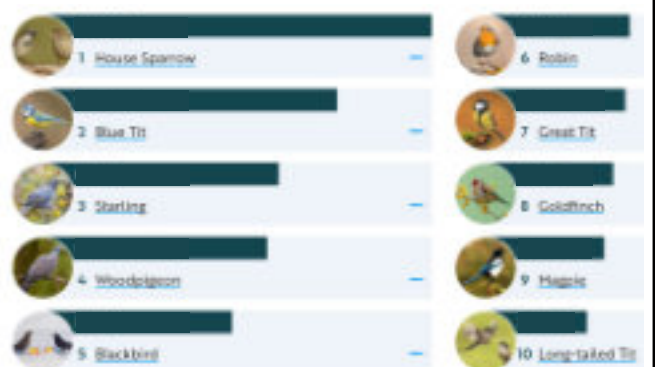 1 House Sparrow
2 Blue Tit
3 Starling
4 Woodpigeon
5 Blackbird
6 Robin
7 Great Tit
8 Goldfinch
9 Magpie
10 Long-tailed Tit